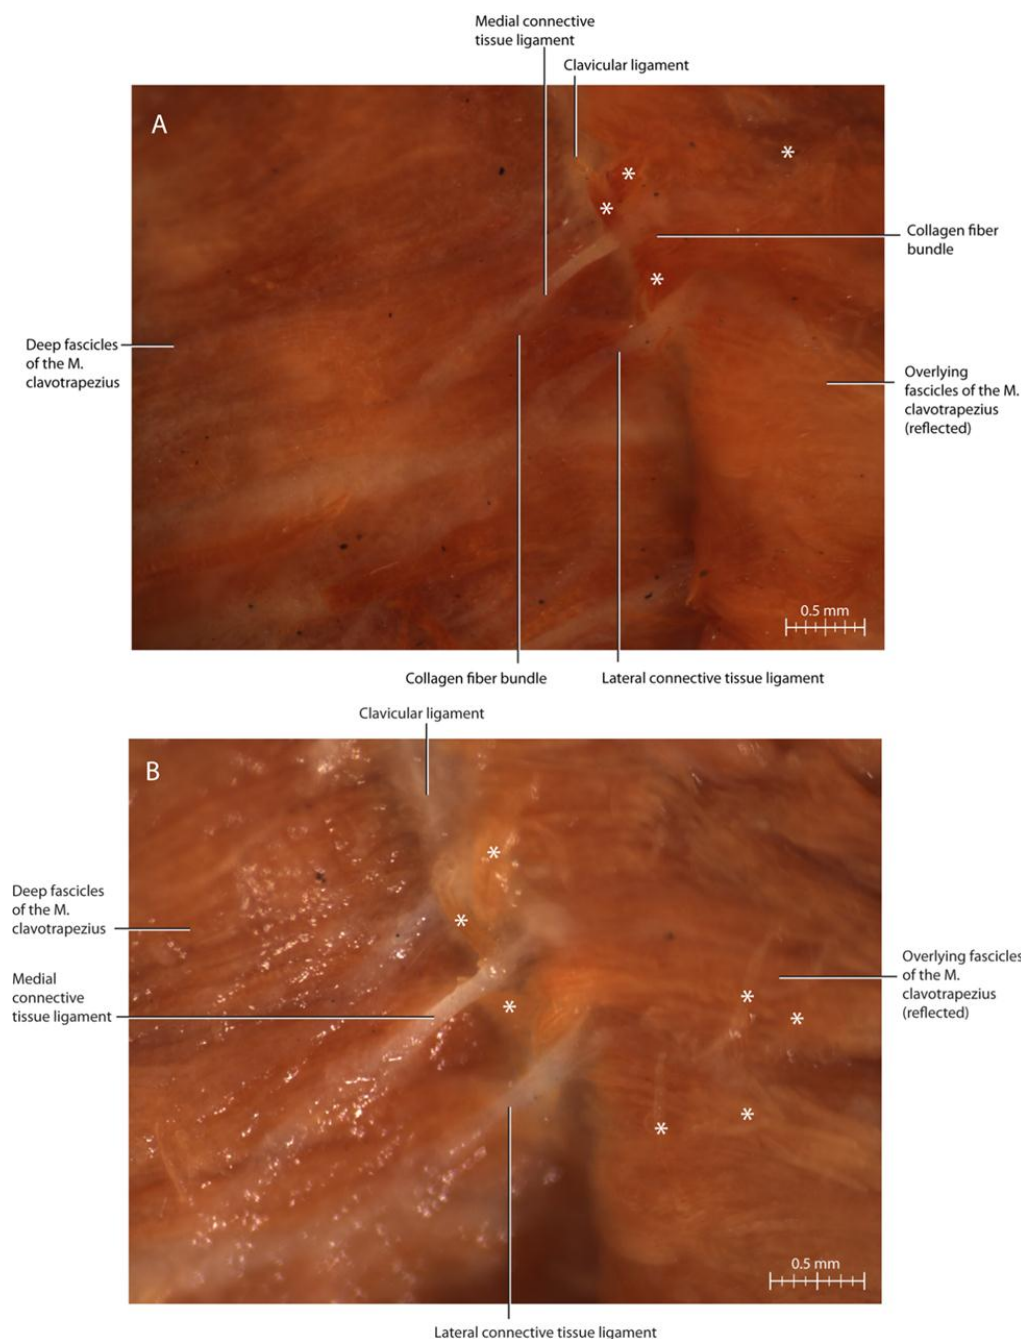 Medial connective
tissue ligament
Clavicular ligament
A
*
*
*
Collagen fiber
bundle
*
Deep fascicles
of the M.
clavotrapezius
Overlying
fascicles of the M.
clavotrapezius
(reflected)
0.5 mm
Collagen fiber bundle
Lateral connective tissue ligament
Clavicular ligament
B
*
Deep fascicles
of the M.
clavotrapezius
*
Medial
connective
tissue ligament
Overlying fascicles
of the M.
clavotrapezius
(reflected)
*
*
*
*
*
0.5 mm
Lateral connective tissue ligament